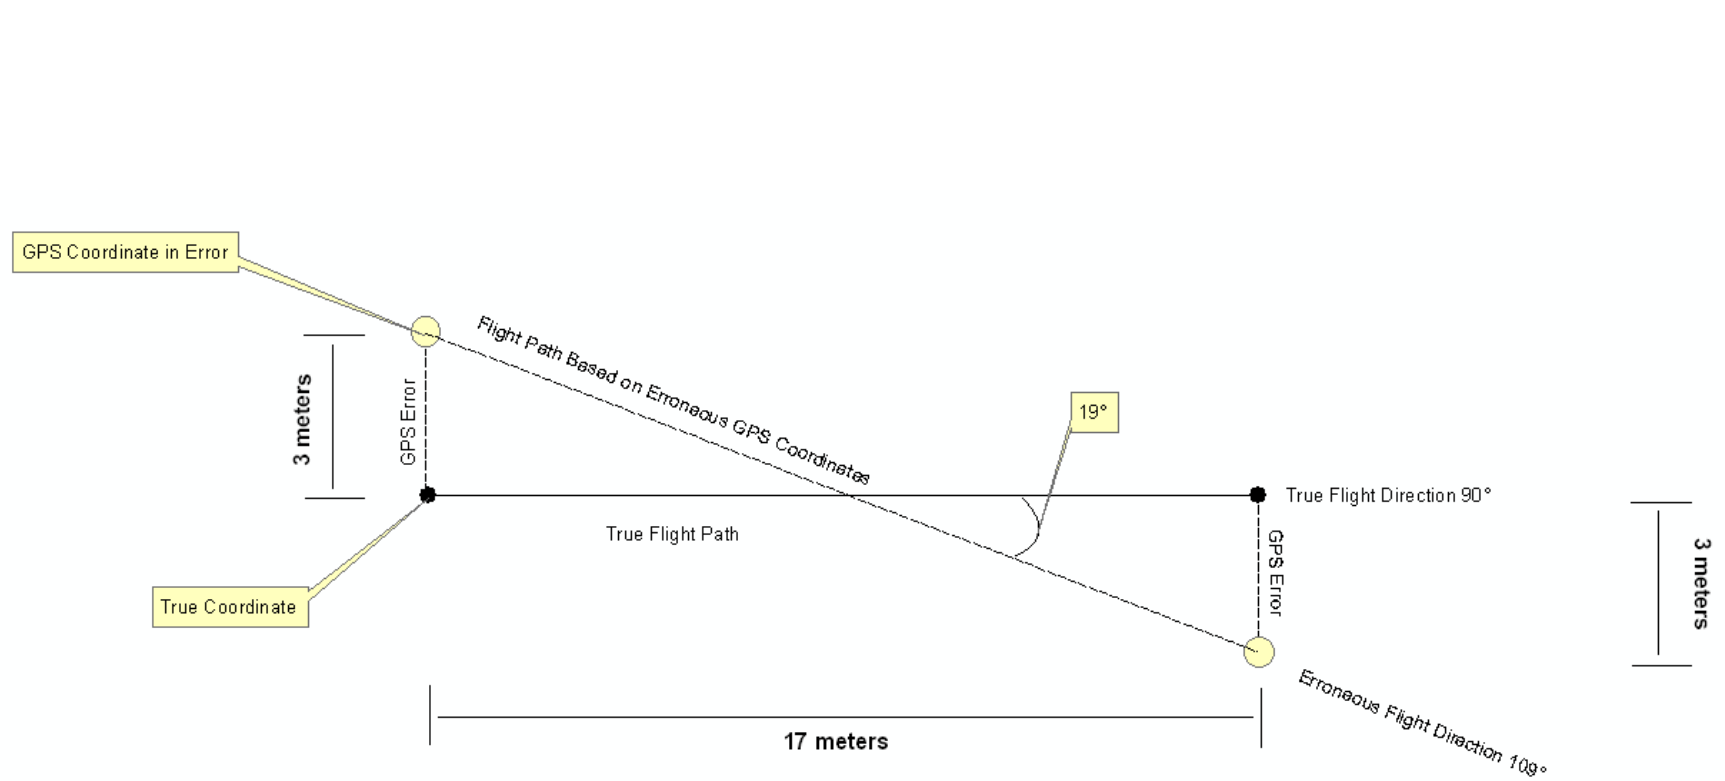 GPS Coordinate in Error
Flight Path Based on Erroneous GPS Coordinates
3 meters
GPS Error
19°
True Flight Direction 90°
True Flight Path
GPS Error
3 meters
True Coordinate
Erroneous Flight Direction 109°
17 meters